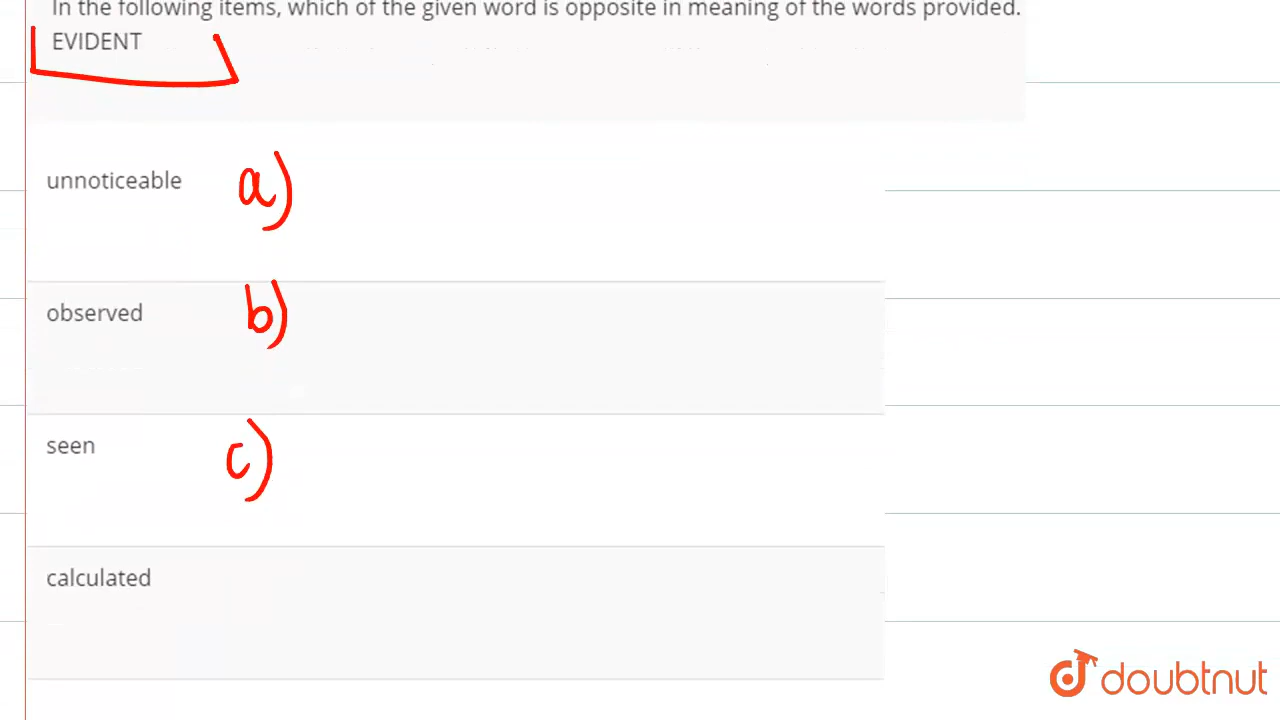 In the following items, which of the given word is opposite in meaning of the words provided.
EVIDENT
unnoticeable a)
observed b)
seen c)
calculated
doubtnut